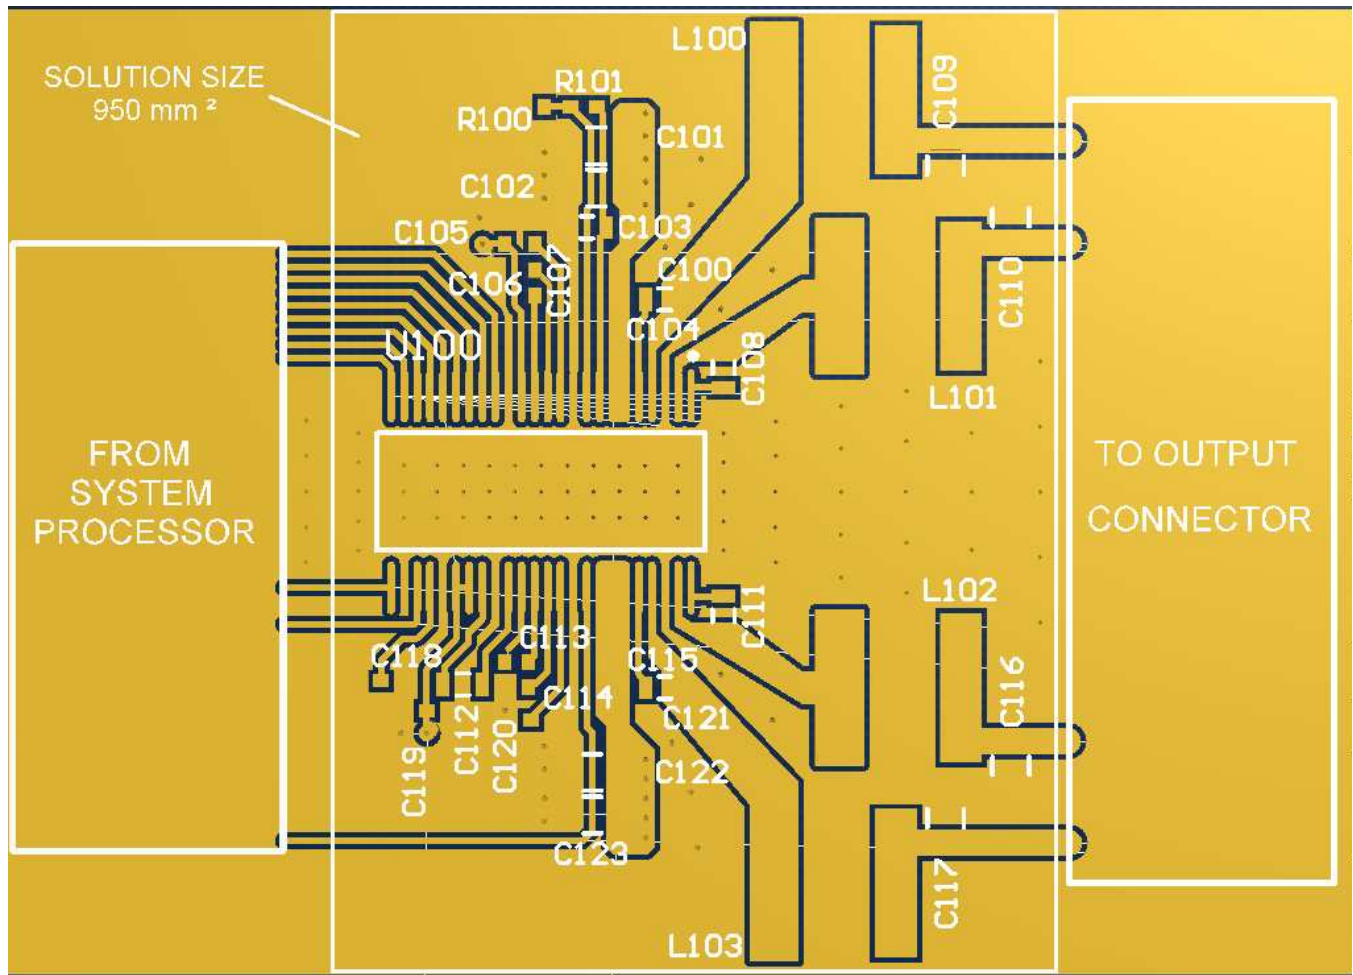 SOLUTION SIZE
950 mm ²
L100
R101
R100
C109
C101
C102
C105
C103
C106
C107
C100
C110
U100
C104
C108
L101
FROM
SYSTEM
PROCESSOR
TO OUTPUT
CONNECTOR
L102
C111
C118
C113
C115
C116
C114
C112
C120
C121
C119
C122
C123
C117
L103